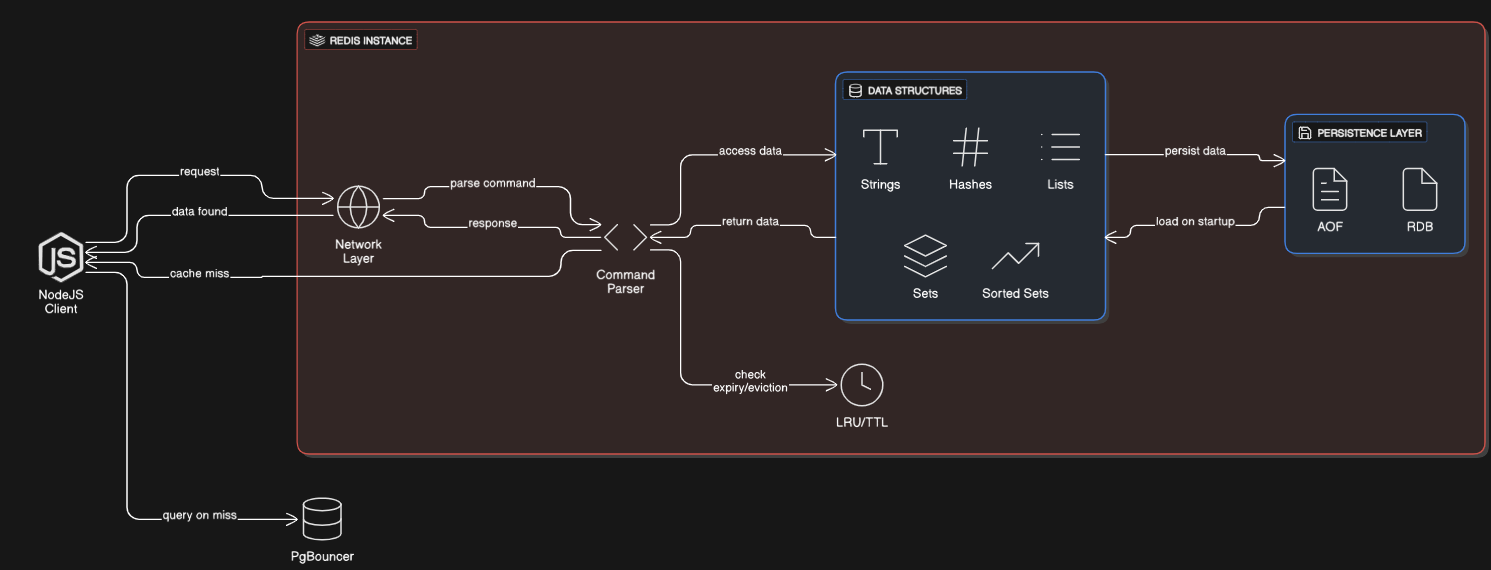 REDIS INSTANCE
DATA STRUCTURES
Strings
Hashes
Lists
Sets
Sorted Sets
PERSISTENCE LAYER
AOF
RDB
request
data found
cache miss
JS
NodeJS
Client
Network
Layer
parse command
response
Command
Parser
access data
return data
persist data
load on startup
check
expiry/eviction
LRU/TTL
query on miss
PgBouncer